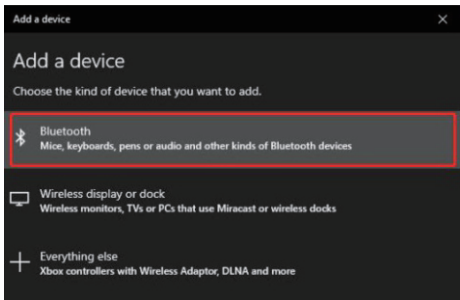 Add a device
Add a device
Choose the kind of device that you want to add.
Bluetooth
Mice, keyboards, pens or audio and other kinds of Bluetooth devices
Wireless display or dock
Wireless monitors, TVs or PCs that use Miracast or wireless docks
Everything else
Xbox controllers with Wireless Adaptor, DLNA and more